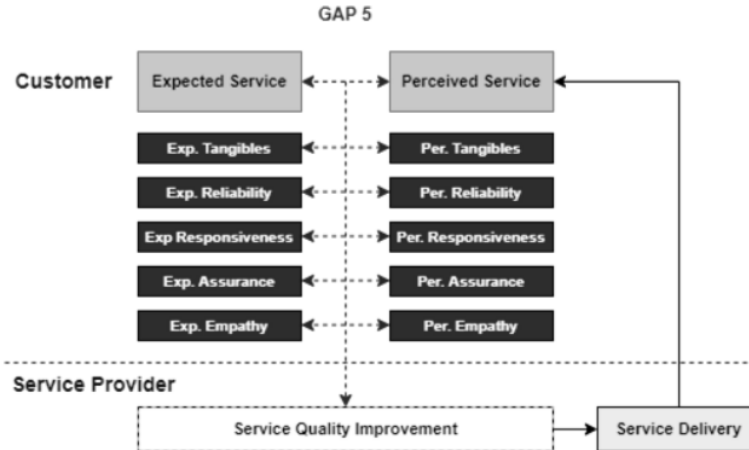 GAP 5
Customer
Expected Service
Perceived Service
Exp. Tangibles
Per. Tangibles
Exp. Reliability
Per. Reliability
Exp Responsiveness
Per. Responsiveness
Exp. Assurance
Per. Assurance
Exp. Empathy
Per. Empathy
Service Provider
Service Quality Improvement
Service Delivery